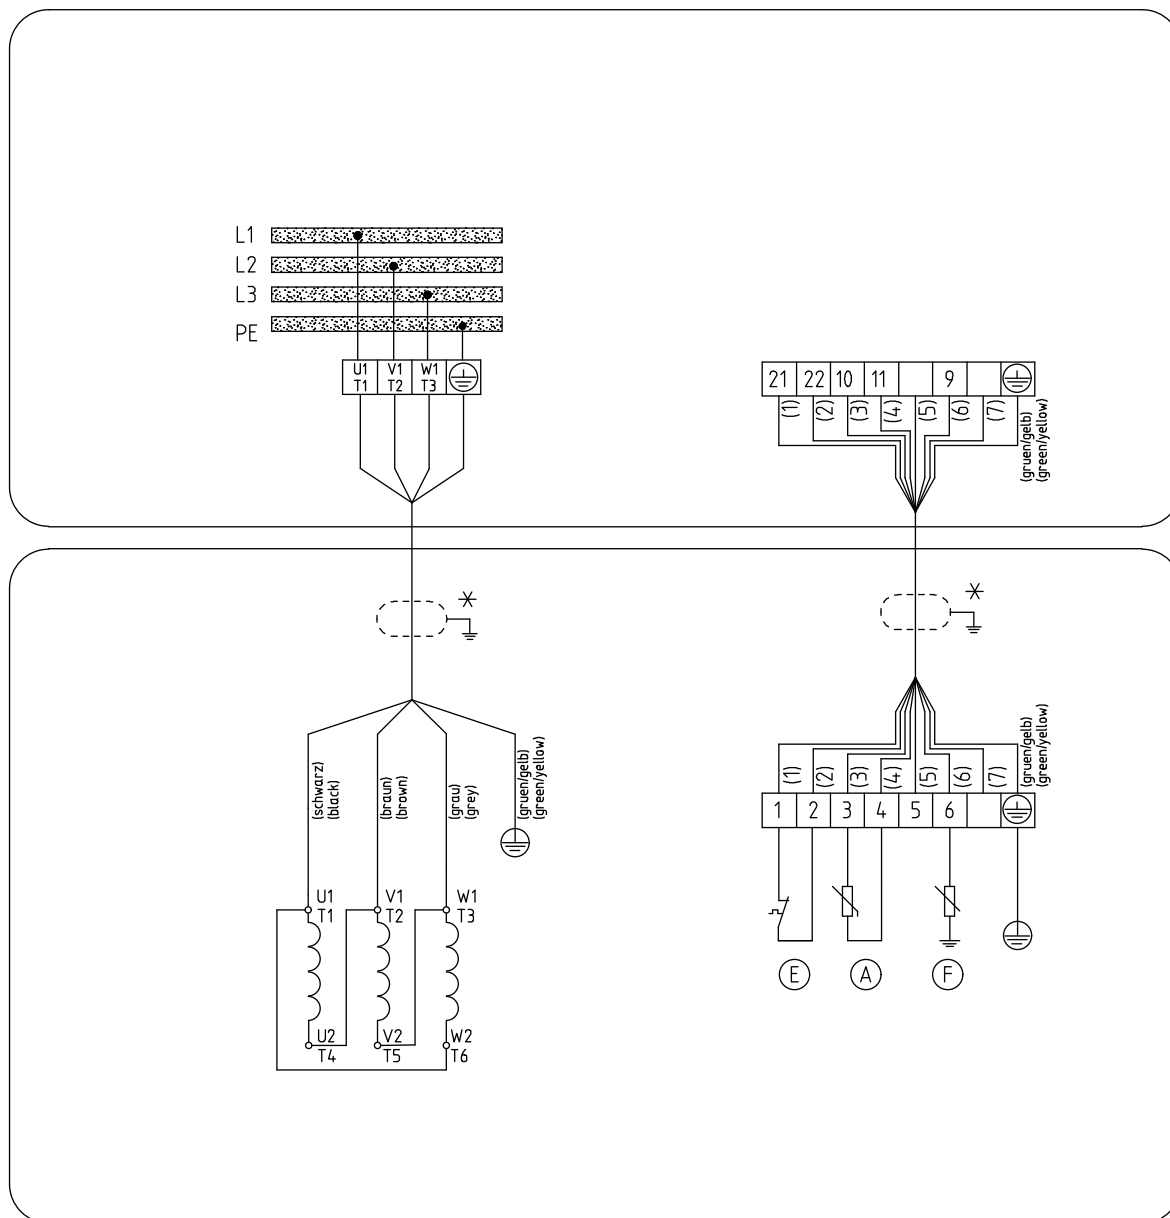 L1
L2
L3
PE
U1 V1 W1
T1 T2 T3
21 22 10 11 9
(1) (2) (3) (4) (5) (6) (7)
(gruen/gelb)
(green/yellow)
*
*
(schwarz)
(black)
(braun)
(brown)
(grau)
(grey)
(gruen/gelb)
(green/yellow)
(1) (2) (3) (4) (5) (6) (7)
(gruen/gelb)
(green/yellow)
1 2 3 4 5 6
U1 V1 W1
T1 T2 T3
E A F
U2 V2 W2
T4 T5 T6